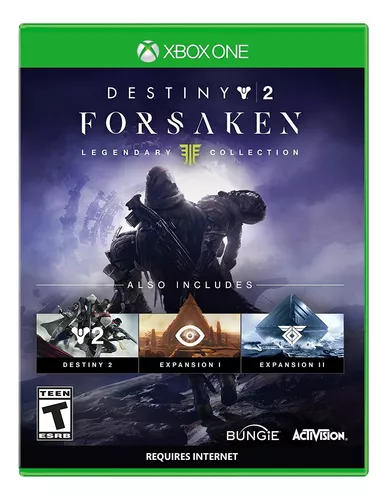 XBOX ONE
DESTINY 2
FORSAKEN
LEGENDARY COLLECTION
ALSO INCLUDES
2
DESTINY 2 EXPANSION I EXPANSION II
TEEN
T
ESRB
BUNGiE ACTIVISION.
REQUIRES INTERNET